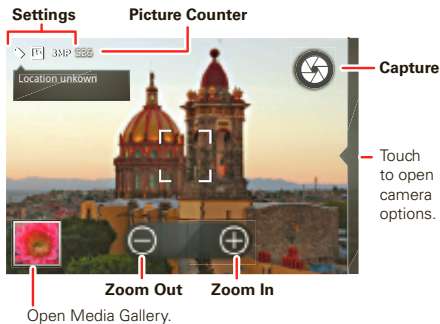 Settings
Picture Counter
3MP 536
Location unkown
Capture
Touch
to open
camera
options.
Zoom Out
Zoom In
Open Media Gallery.